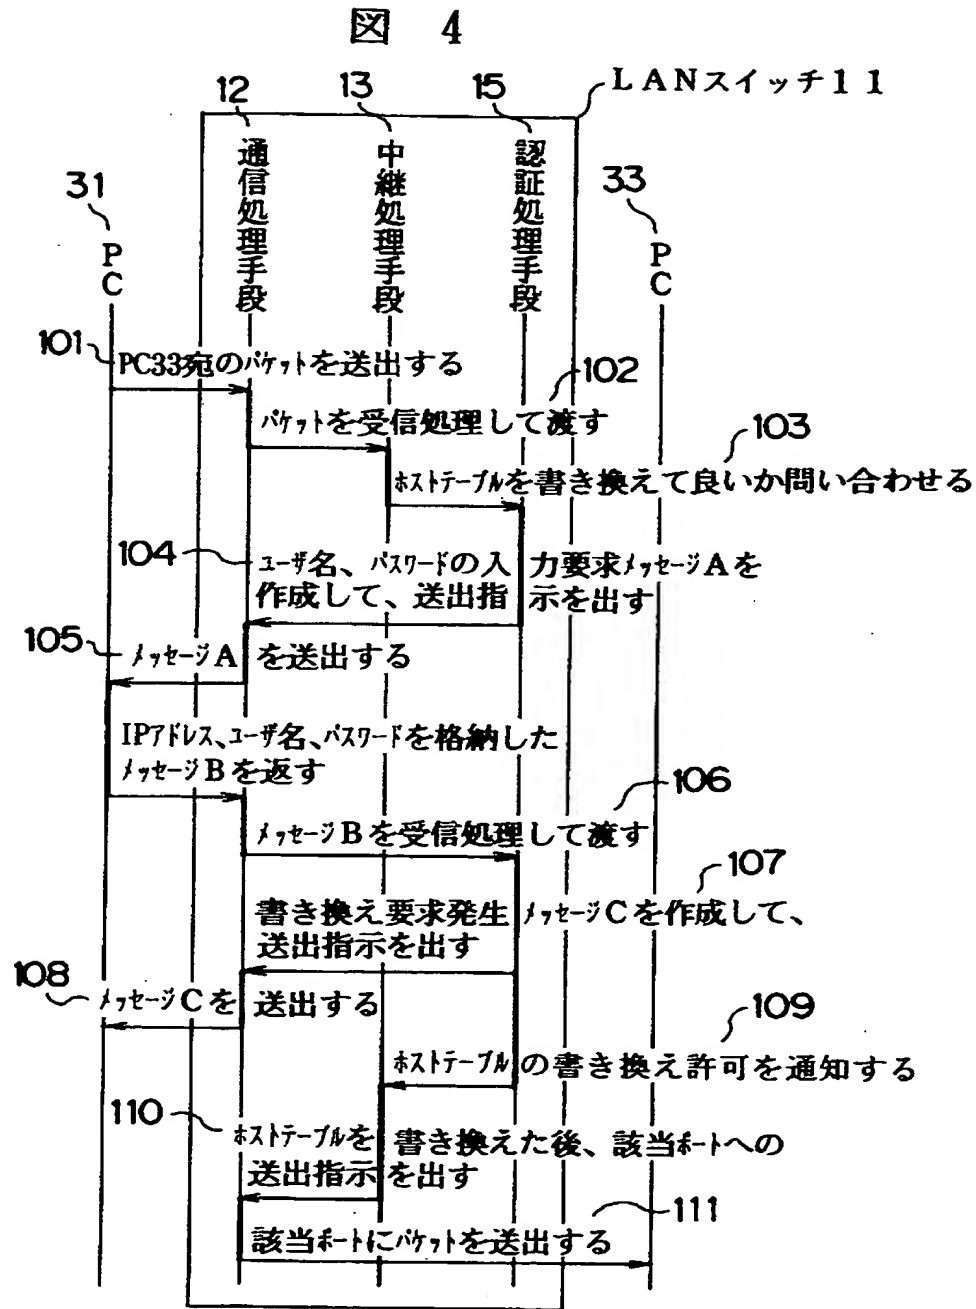 図 4
LANスイッチ11
12
13
15
通信処理手段
中継処理手段
認証処理手段
31
PC
33
PC
101
PC33宛のパケットを送出する
102
パケットを受信処理して渡す
103
ホストテーブルを書き換えて良いか問い合わせる
104
ユーザ名、パスワードの入力要求メッセージAを
作成して、送出指示を出す
105
メッセージAを送出する
IPアドレス、ユーザ名、パスワードを格納した
メッセージBを返す
106
メッセージBを受信処理して渡す
107
書き換え要求発生メッセージCを作成して、
送出指示を出す
108
メッセージCを送出する
109
ホストテーブルの書き換え許可を通知する
110
ホストテーブルを書き換えた後、該当ポートへの
送出指示を出す
111
該当ポートにパケットを送出する